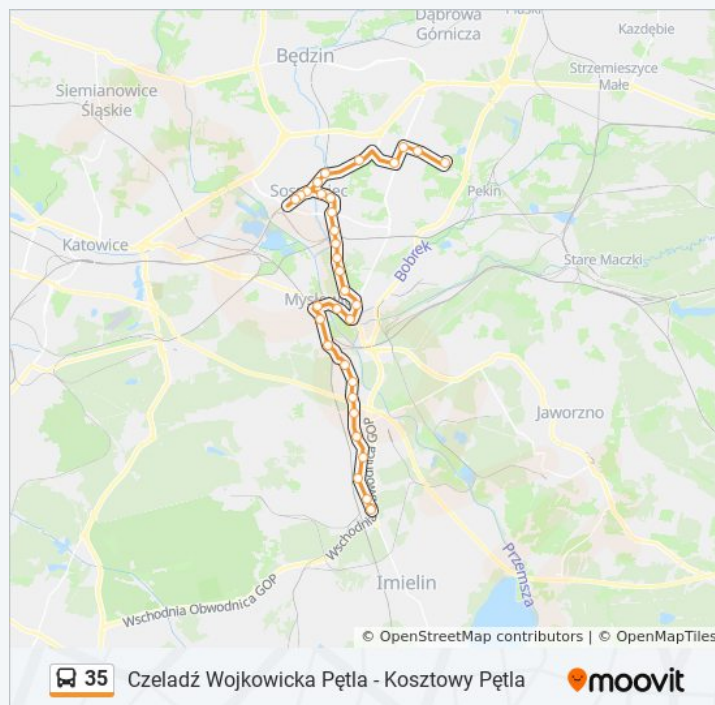 Dąbrowa
Górnicza
Kazdębie
Będzin
Strzemieszyce
Małe
Siemianowice
Śląskie
Pekin
Katowice
Bobrek
Stare Maczki
Jaworzno
Wschodnia Obwodnica GOP
Przemsza
Imielin
Wschodnia Obwodnica GOP
© OpenStreetMap contributors | © OpenMapTiles
35 Czeladź Wojkowicka Pętla - Kosztowy Pętla
moovit